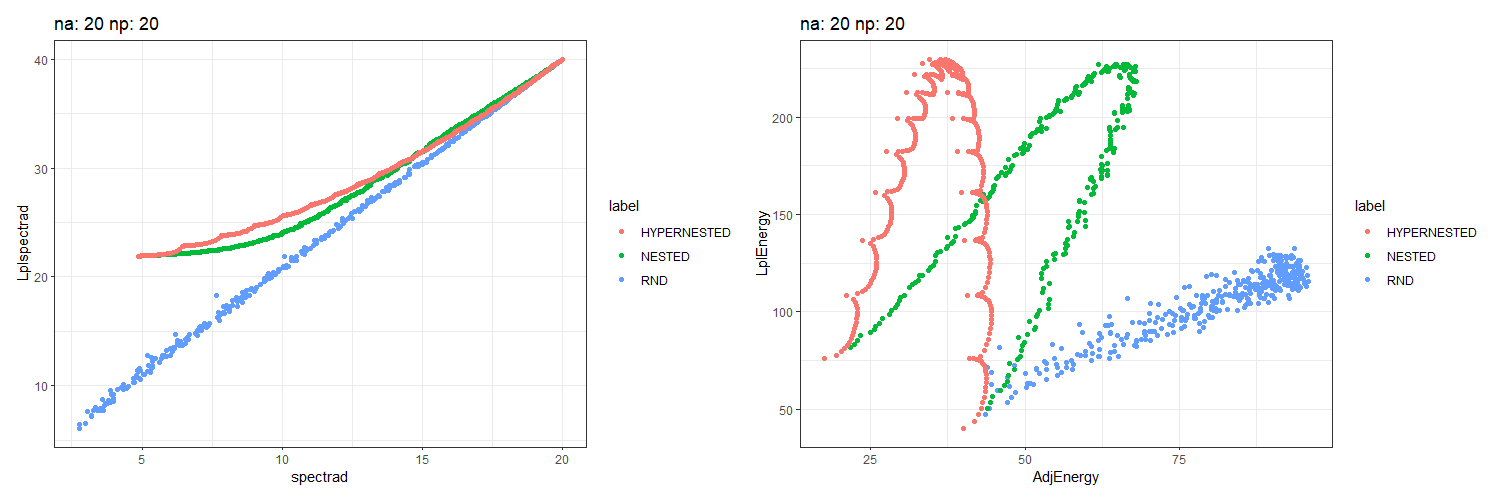 na: 20 np: 20
Lplspectrad
40
30
20
10
5
10
15
20
spectrad
label
HYPERNESTED
NESTED
RND
na: 20 np: 20
LplEnergy
200
150
100
50
25
50
75
AdjEnergy
label
HYPERNESTED
NESTED
RND